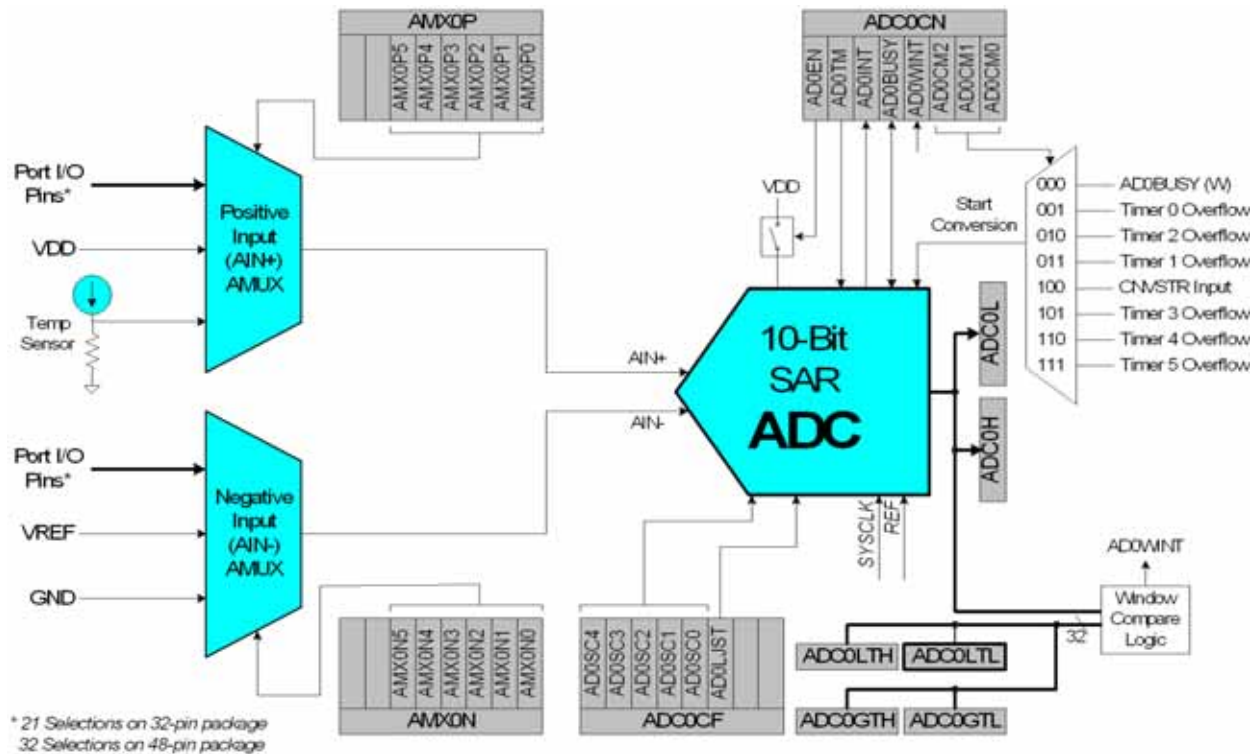 AMX0P
AMX0P5
AMX0P4
AMX0P3
AMX0P2
AMX0P1
AMX0P0
ADC0CN
AD0EN
AD0TM
AD0INT
AD0BUSY
AD0WINT
AD0CM2
AD0CM1
AD0CM0
Port I/O
Pins*
VDD
Temp
Sensor
Positive
Input
(AIN+)
AMUX
VDD
Start
Conversion
000 AD0BUSY (W)
001 Timer 0 Overflow
010 Timer 2 Overflow
011 Timer 1 Overflow
100 CNVSTR Input
101 Timer 3 Overflow
110 Timer 4 Overflow
111 Timer 5 Overflow
AIN+
AIN-
10-Bit
SAR
ADC
ADC0L
ADC0H
Port I/O
Pins*
VREF
GND
Negative
Input
(AIN-)
AMUX
SYSCLK
REF
AD0WINT
Window
Compare
Logic
32
AMX0N5
AMX0N4
AMX0N3
AMX0N2
AMX0N1
AMX0N0
AMX0N
AD0SC4
AD0SC3
AD0SC2
AD0SC1
AD0SC0
AD0LJST
ADC0CF
ADC0LTH
ADC0LTL
ADC0GTH
ADC0GTL
* 21 Selections on 32-pin package
32 Selections on 48-pin package